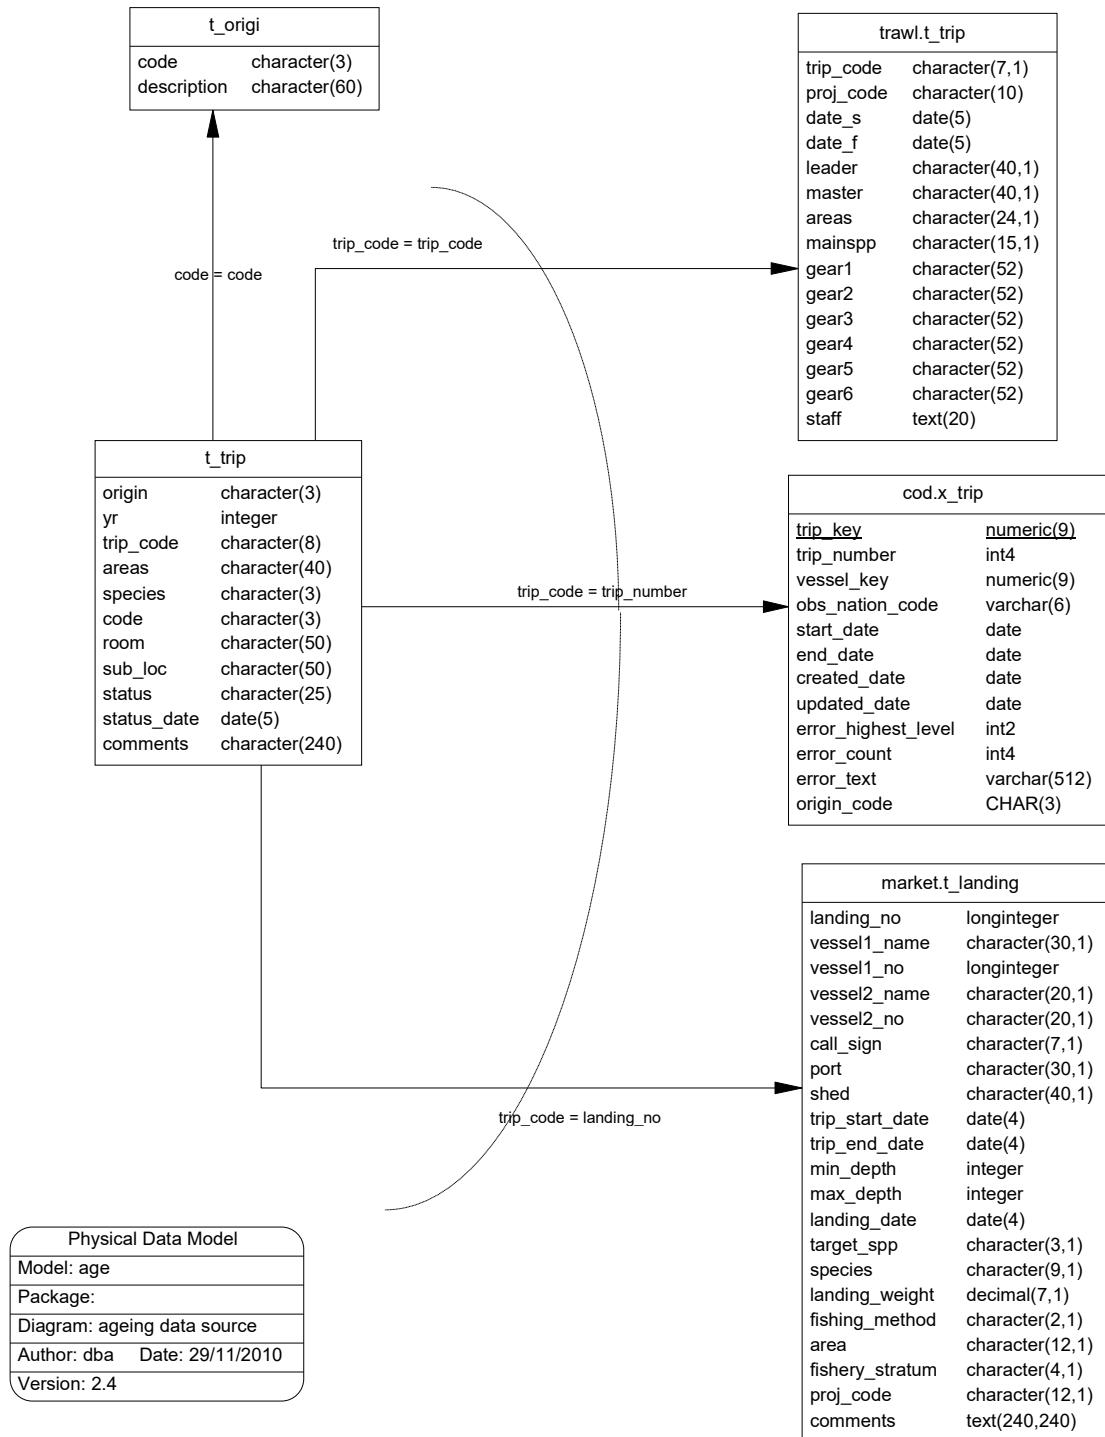 t_origi
code character(3)
description character(60)
code = code
trip_code = trip_code
trawl.t_trip
trip_code character(7,1)
proj_code character(10)
date_s date(5)
date_f date(5)
leader character(40,1)
master character(40,1)
areas character(24,1)
mainspp character(15,1)
gear1 character(52)
gear2 character(52)
gear3 character(52)
gear4 character(52)
gear5 character(52)
gear6 character(52)
staff text(20)
t_trip
origin character(3)
yr integer
trip_code character(8)
areas character(40)
species character(3)
code character(3)
room character(50)
sub_loc character(50)
status character(25)
status_date date(5)
comments character(240)
trip_code = trip_number
cod.x_trip
trip_key numeric(9)
trip_number int4
vessel_key numeric(9)
obs_nation_code varchar(6)
start_date date
end_date date
created_date date
updated_date date
error_highest_level int2
error_count int4
error_text varchar(512)
origin_code CHAR(3)
trip_code = landing_no
market.t_landing
landing_no longinteger
vessel1_name character(30,1)
vessel1_no longinteger
vessel2_name character(20,1)
vessel2_no character(20,1)
call_sign character(7,1)
port character(30,1)
shed character(40,1)
trip_start_date date(4)
trip_end_date date(4)
min_depth integer
max_depth integer
landing_date date(4)
target_spp character(3,1)
species character(9,1)
landing_weight decimal(7,1)
fishing_method character(2,1)
area character(12,1)
fishery_stratum character(4,1)
proj_code character(12,1)
comments text(240,240)
Physical Data Model
Model: age
Package:
Diagram: ageing data source
Author: dba Date: 29/11/2010
Version: 2.4